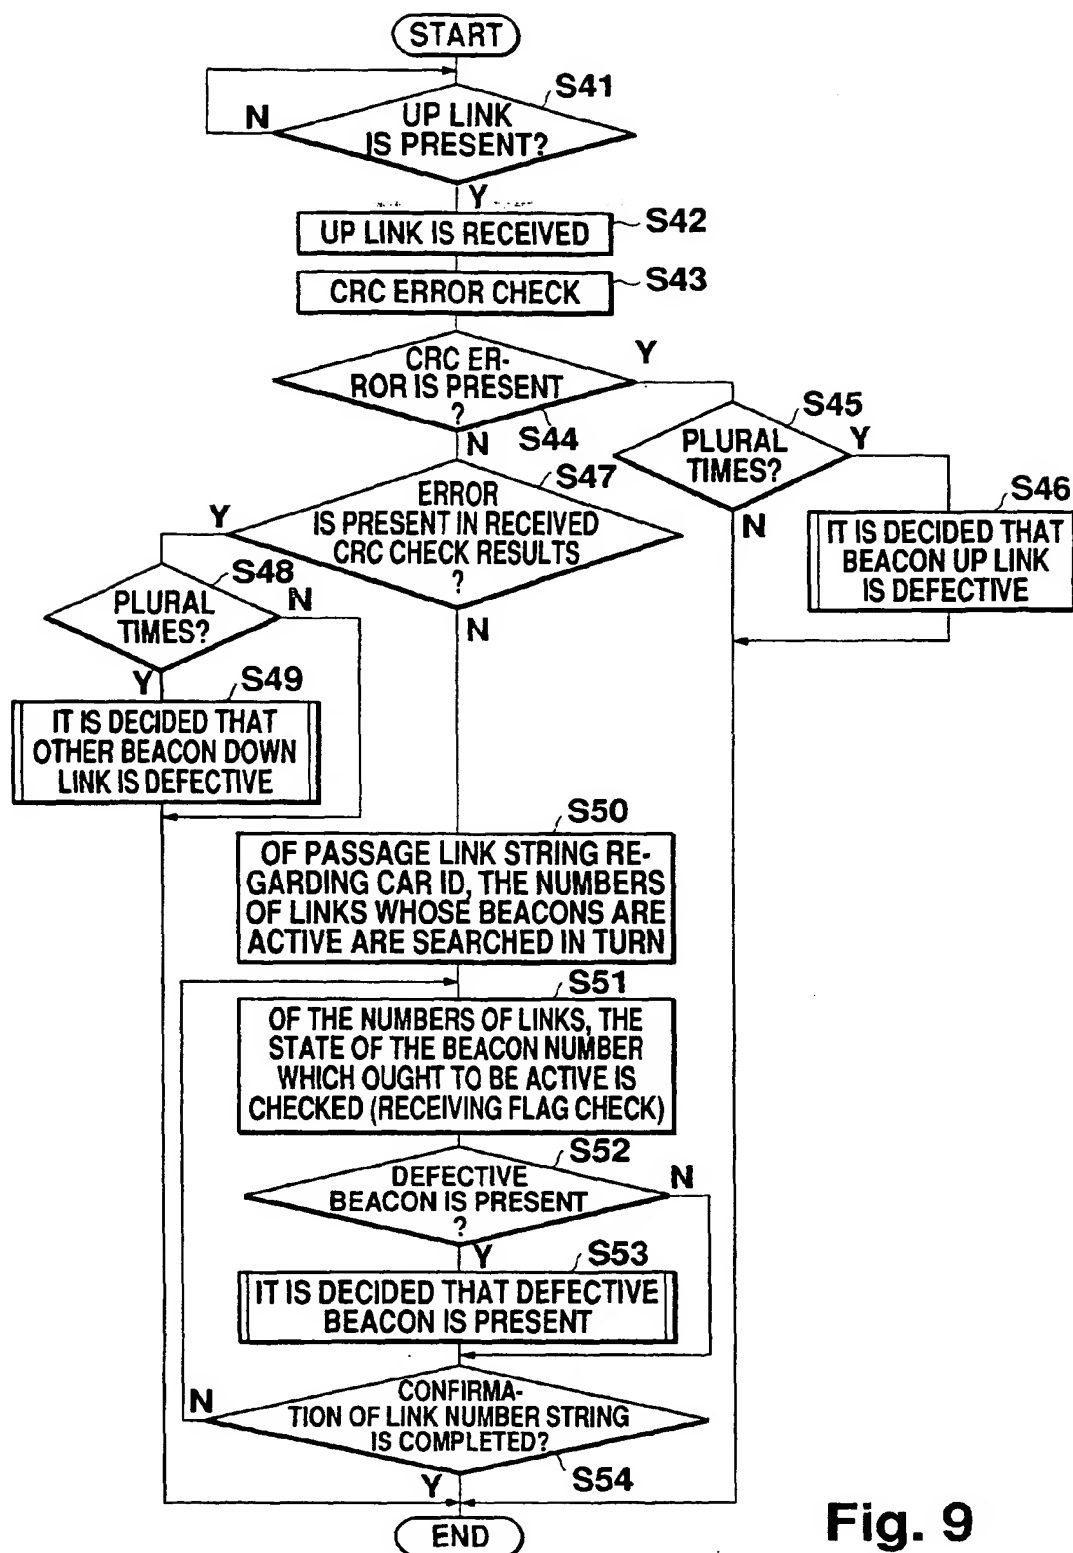 START
S41
N
UP LINK
IS PRESENT?
Y
S42
UP LINK IS RECEIVED
S43
CRC ERROR CHECK
Y
CRC ER-
ROR IS PRESENT
?
S44
N
S45
PLURAL
TIMES?
Y
N
S46
IT IS DECIDED THAT
BEACON UP LINK
IS DEFECTIVE
S47
Y
ERROR
IS PRESENT IN RECEIVED
CRC CHECK RESULTS
?
N
S48
PLURAL
TIMES?
N
Y
S49
IT IS DECIDED THAT
OTHER BEACON DOWN
LINK IS DEFECTIVE
S50
OF PASSAGE LINK STRING RE-
GARDING CAR ID, THE NUMBERS
OF LINKS WHOSE BEACONS ARE
ACTIVE ARE SEARCHED IN TURN
S51
OF THE NUMBERS OF LINKS, THE
STATE OF THE BEACON NUMBER
WHICH OUGHT TO BE ACTIVE IS
CHECKED (RECEIVING FLAG CHECK)
S52
DEFECTIVE
BEACON IS PRESENT
?
N
Y
S53
IT IS DECIDED THAT DEFECTIVE
BEACON IS PRESENT
N
CONFIRMA-
TION OF LINK NUMBER STRING
IS COMPLETED?
S54
Y
END
Fig. 9